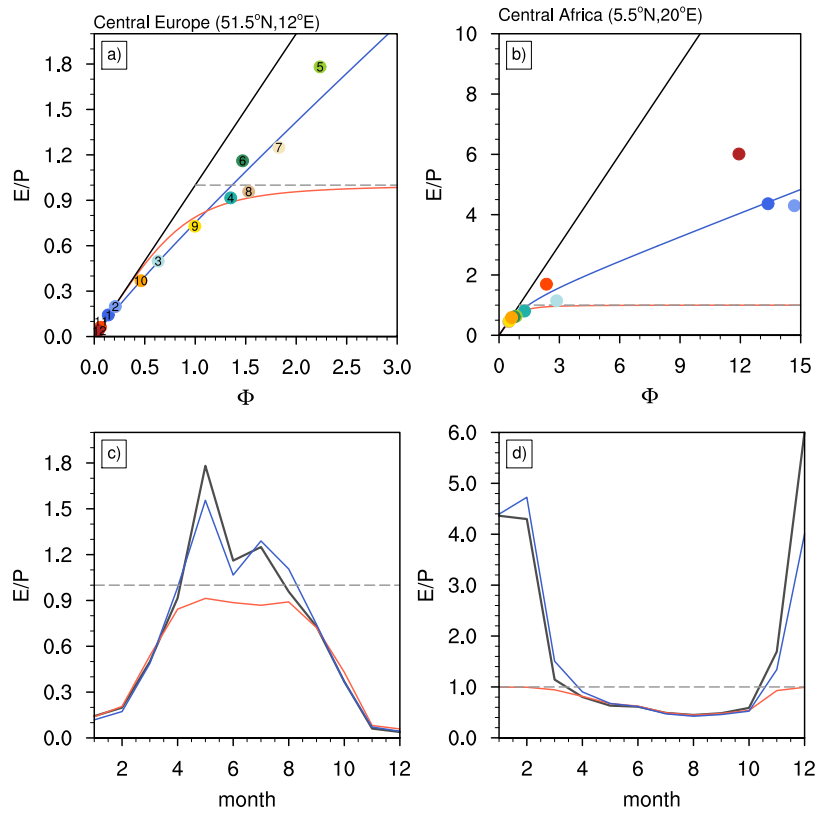 Central Europe (51.5°N,12°E)
a)
E/P
1.8
1.5
1.2
0.9
0.6
0.3
0.0
0.0 0.5 1.0 1.5 2.0 2.5 3.0
Φ
5
6
7
4
8
9
3
10
2
1
Central Africa (5.5°N,20°E)
b)
E/P
10
8
6
4
2
0
0 3 6 9 12 15
Φ
c)
E/P
1.8
1.5
1.2
0.9
0.6
0.3
0.0
2 4 6 8 10 12
month
d)
E/P
6.0
5.0
4.0
3.0
2.0
1.0
0.0
2 4 6 8 10 12
month